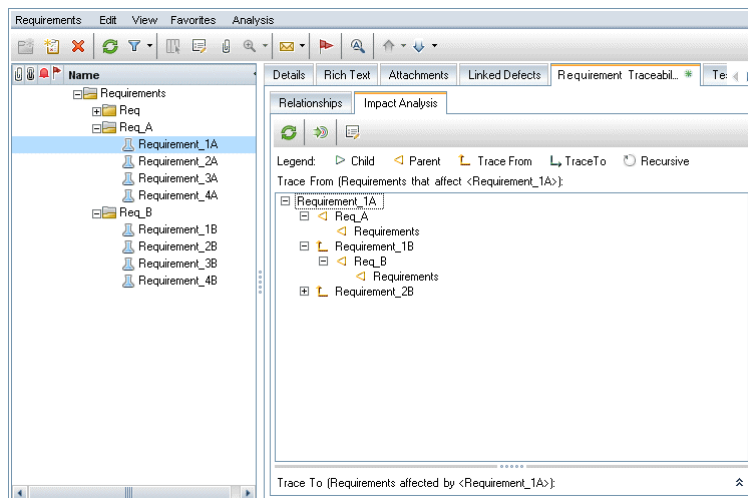 Requirements Edit View Favorites Analysis
Name
Requirements
Req
Req_A
Requirement_1A
Requirement_2A
Requirement_3A
Requirement_4A
Req_B
Requirement_1B
Requirement_2B
Requirement_3B
Requirement_4B
Details Rich Text Attachments Linked Defects Requirement Traceabil... * Te
Relationships Impact Analysis
Legend: Child Parent Trace From TraceTo Recursive
Trace From (Requirements that affect <Requirement_1A>):
Requirement_1A
Req_A
Requirements
Requirement_1B
Req_B
Requirements
Requirement_2B
Trace To (Requirements affected by <Requirement_1A>):